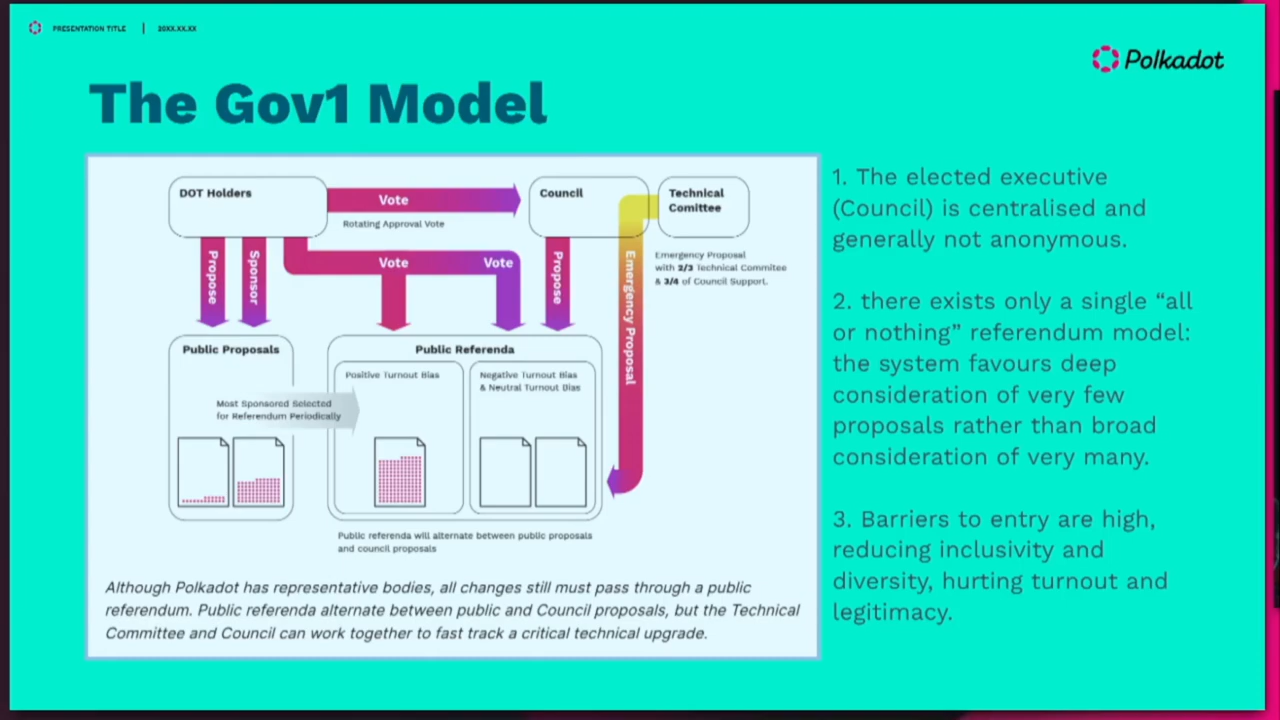 PRESENTATION TITLE | 20XX.XX.XX
Polkadot
The Gov1 Model
DOT Holders
Vote
Rotating Approval Vote
Council
Technical
Comittee
Propose
Sponsor
Vote
Vote
Propose
Emergency Proposal
Emergency Proposal
with 2/3 Technical Commitee
& 3/4 of Council Support.
Public Proposals
Most Sponsored Selected
for Referendum Periodically
Public Referenda
Positive Turnout Bias
Negative Turnout Bias
& Neutral Turnout Bias
Public referenda will alternate between public proposals
and council proposals
Although Polkadot has representative bodies, all changes still must pass through a public
referendum. Public referenda alternate between public and Council proposals, but the Technical
Committee and Council can work together to fast track a critical technical upgrade.
1. The elected executive
(Council) is centralised and
generally not anonymous.
2. there exists only a single “all
or nothing” referendum model:
the system favours deep
consideration of very few
proposals rather than broad
consideration of very many.
3. Barriers to entry are high,
reducing inclusivity and
diversity, hurting turnout and
legitimacy.